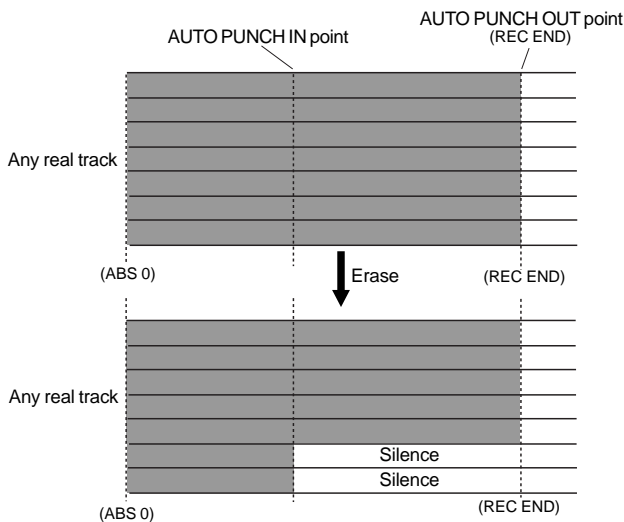 AUTO PUNCH OUT point
(REC END)
AUTO PUNCH IN point
Any real track
(ABS 0)
Erase
(REC END)
Any real track
Silence
Silence
(REC END)
(ABS 0)